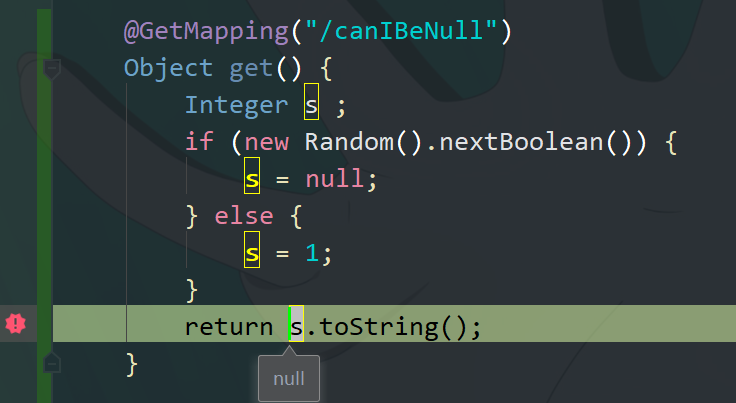 @GetMapping("/canIBeNull")
Object get() {
Integer s ;
if (new Random().nextBoolean()) {
s = null;
} else {
s = 1;
}
return s.toString();
null
}